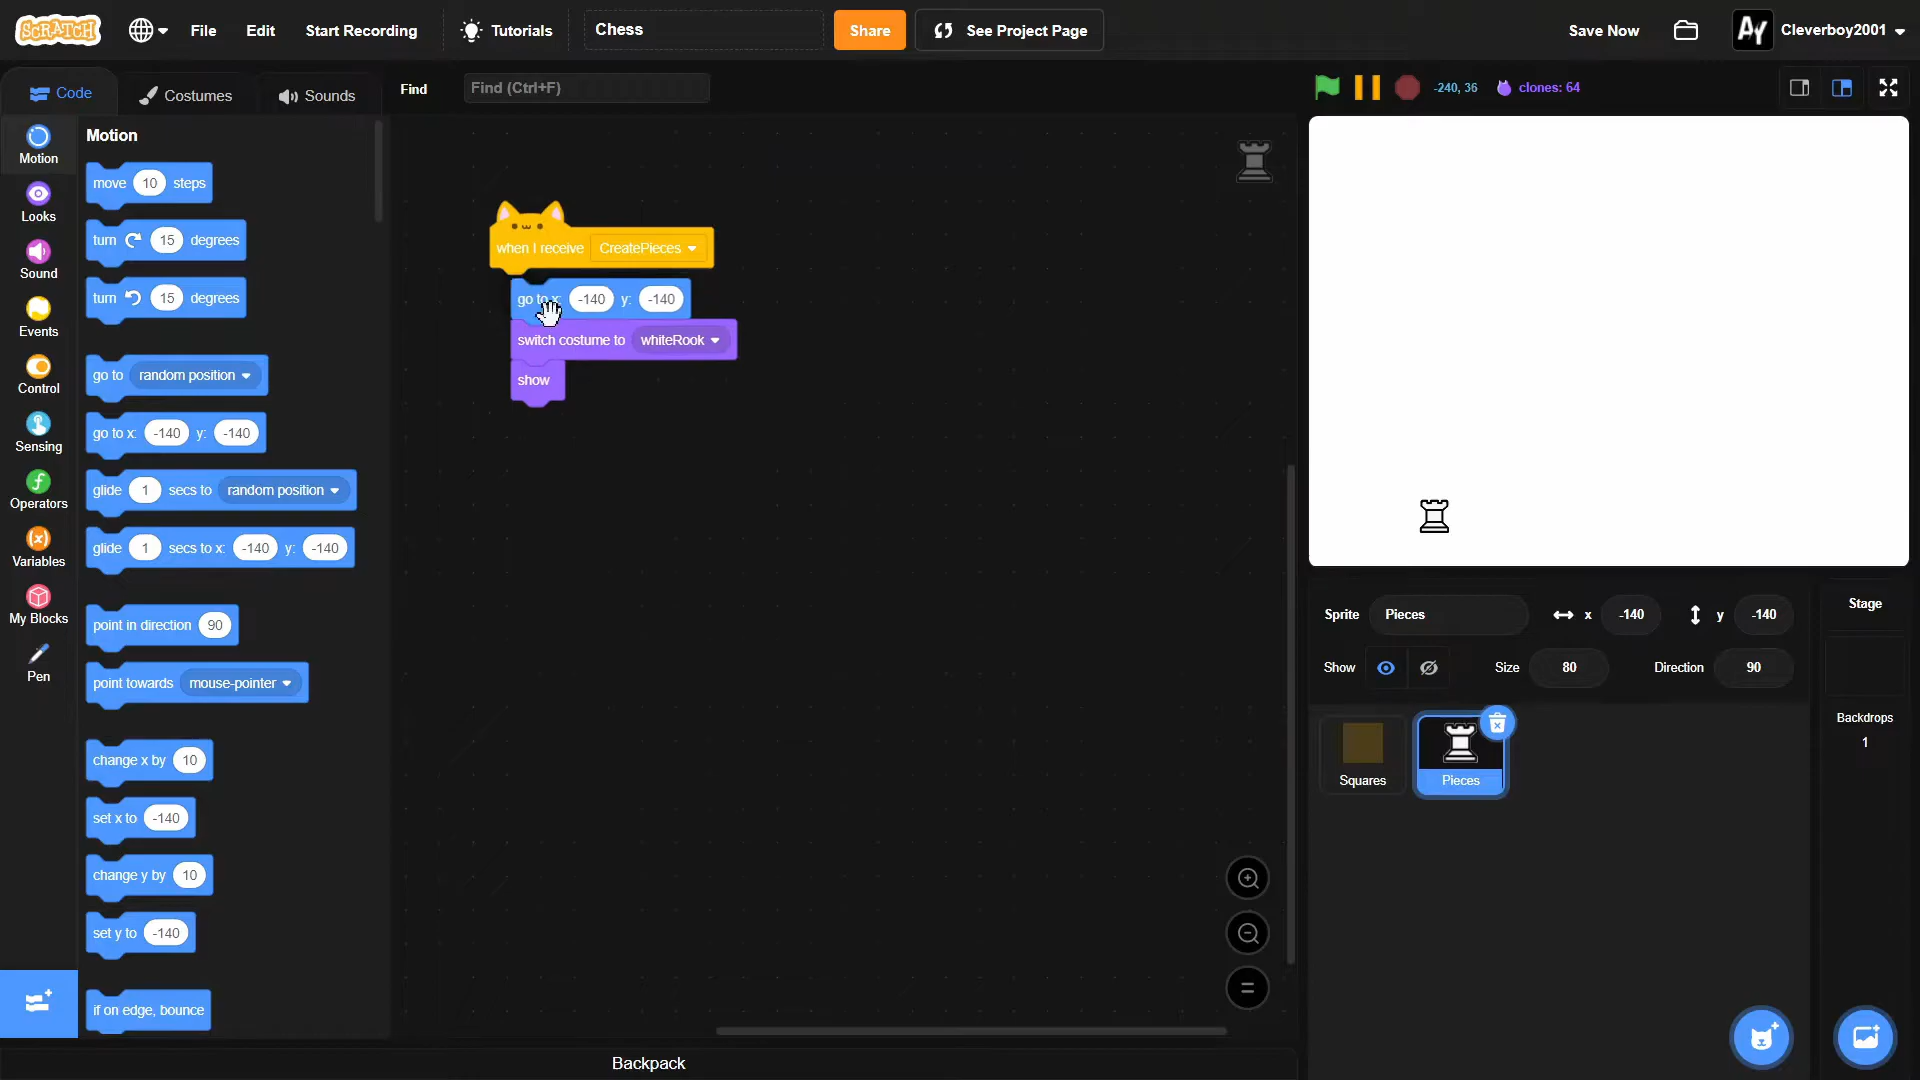 SCRATCH
File
Edit
Start Recording
Tutorials
Chess
Share
See Project Page
Save Now
Ay
Cleverboy2001
Code
Costumes
Sounds
Find
Find (Ctrl+F)
-240, 36
clones: 64
Motion
Looks
Sound
Events
Control
Sensing
Operators
Variables
My Blocks
Pen
Motion
move 10 steps
turn 15 degrees
turn 15 degrees
go to random position
go to x: -140 y: -140
glide 1 secs to random position
glide 1 secs to x: -140 y: -140
point in direction 90
point towards mouse-pointer
change x by 10
set x to -140
change y by 10
set y to -140
if on edge, bounce
when I receive CreatePieces
go to x: -140 y: -140
switch costume to whiteRook
show
Sprite Pieces x -140 y -140
Show Size 80 Direction 90
Squares
Pieces
Stage
Backdrops
1
Backpack